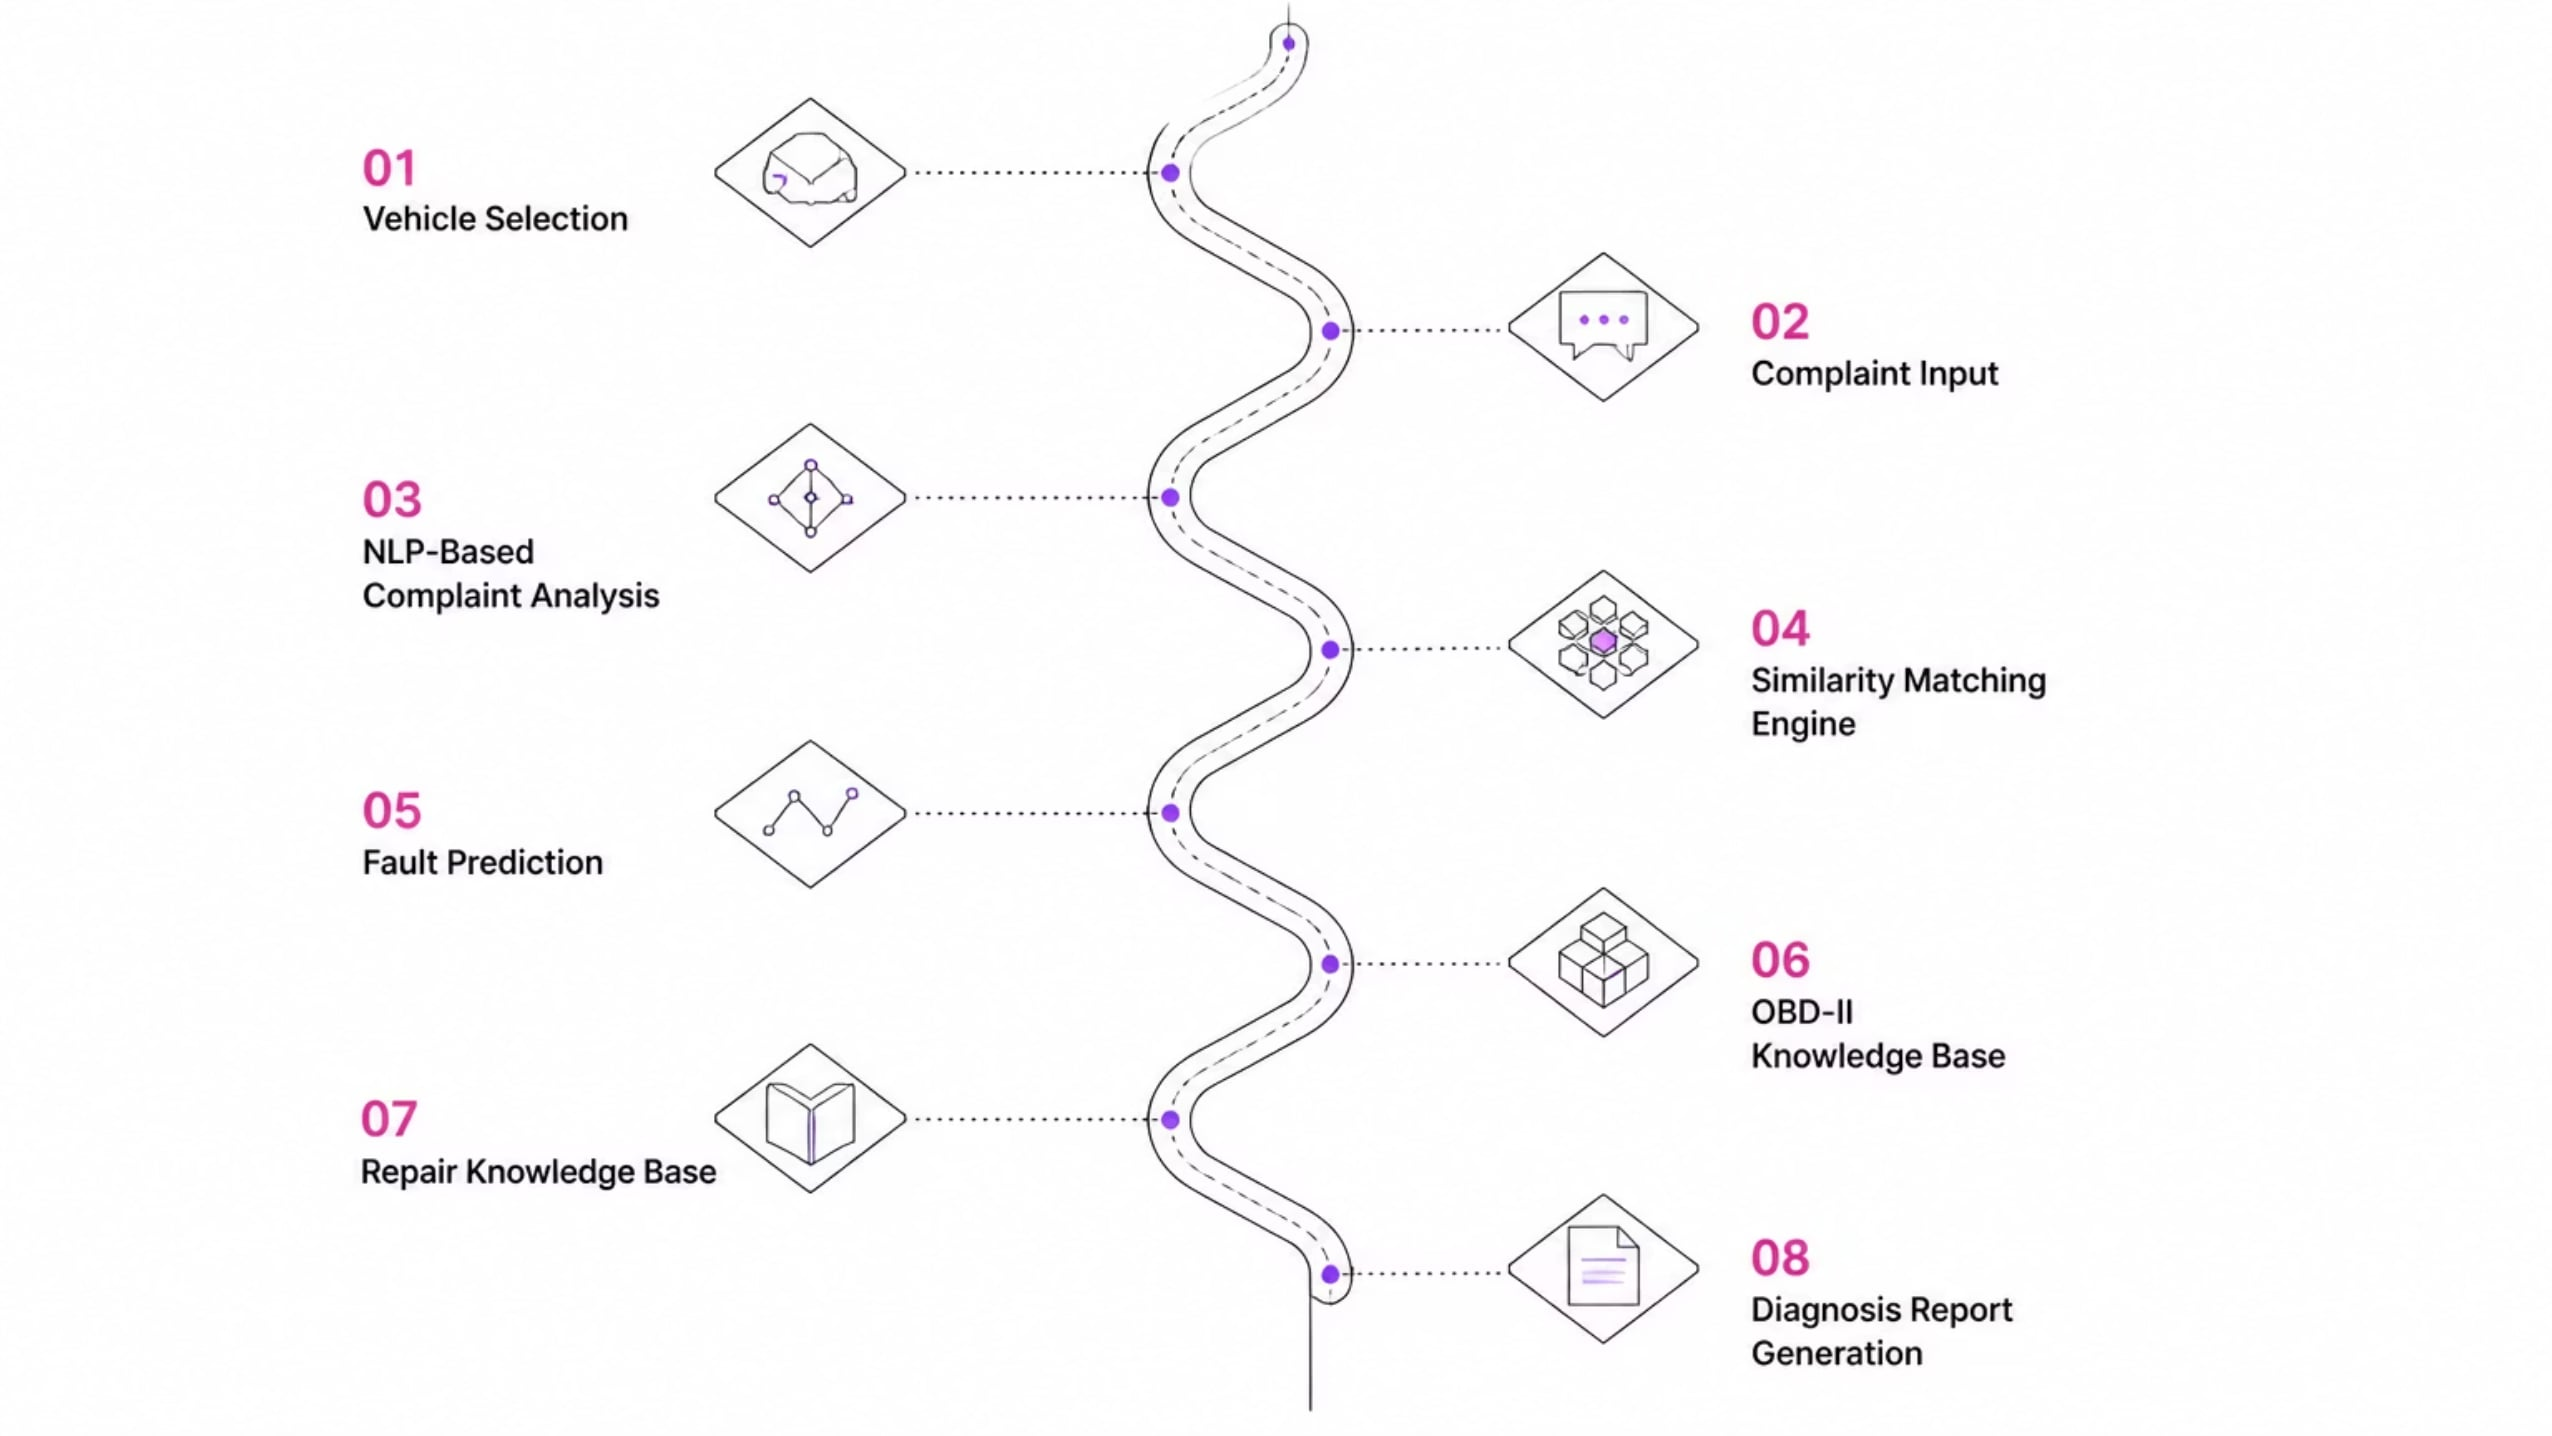 01
Vehicle Selection
02
Complaint Input
03
NLP-Based
Complaint Analysis
04
Similarity Matching
Engine
05
Fault Prediction
06
OBD-II
Knowledge Base
07
Repair Knowledge Base
08
Diagnosis Report
Generation